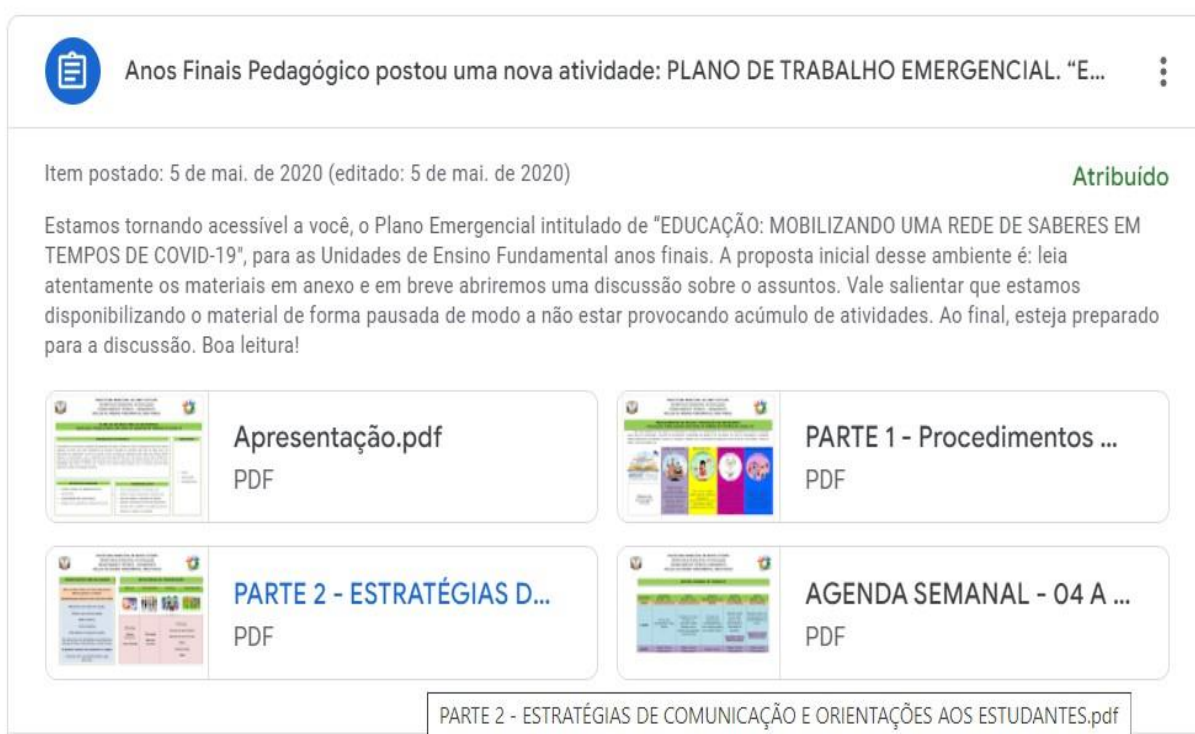 Anos Finais Pedagógico postou uma nova atividade: PLANO DE TRABALHO EMERGENCIAL. “E...
Item postado: 5 de mai. de 2020 (editado: 5 de mai. de 2020)
Atribuído
Estamos tornando acessível a você, o Plano Emergencial intitulado de “EDUCAÇÃO: MOBILIZANDO UMA REDE DE SABERES EM
TEMPOS DE COVID-19", para as Unidades de Ensino Fundamental anos finais. A proposta inicial desse ambiente é: leia
atentamente os materiais em anexo e em breve abriremos uma discussão sobre o assuntos. Vale salientar que estamos
disponibilizando o material de forma pausada de modo a não estar provocando acúmulo de atividades. Ao final, esteja preparado
para a discussão. Boa leitura!
Apresentação.pdf
PDF
PARTE 1 - Procedimentos ...
PDF
PARTE 2 - ESTRATÉGIAS D...
PDF
AGENDA SEMANAL - 04 A ...
PDF
PARTE 2 - ESTRATÉGIAS DE COMUNICAÇÃO E ORIENTAÇÕES AOS ESTUDANTES.pdf